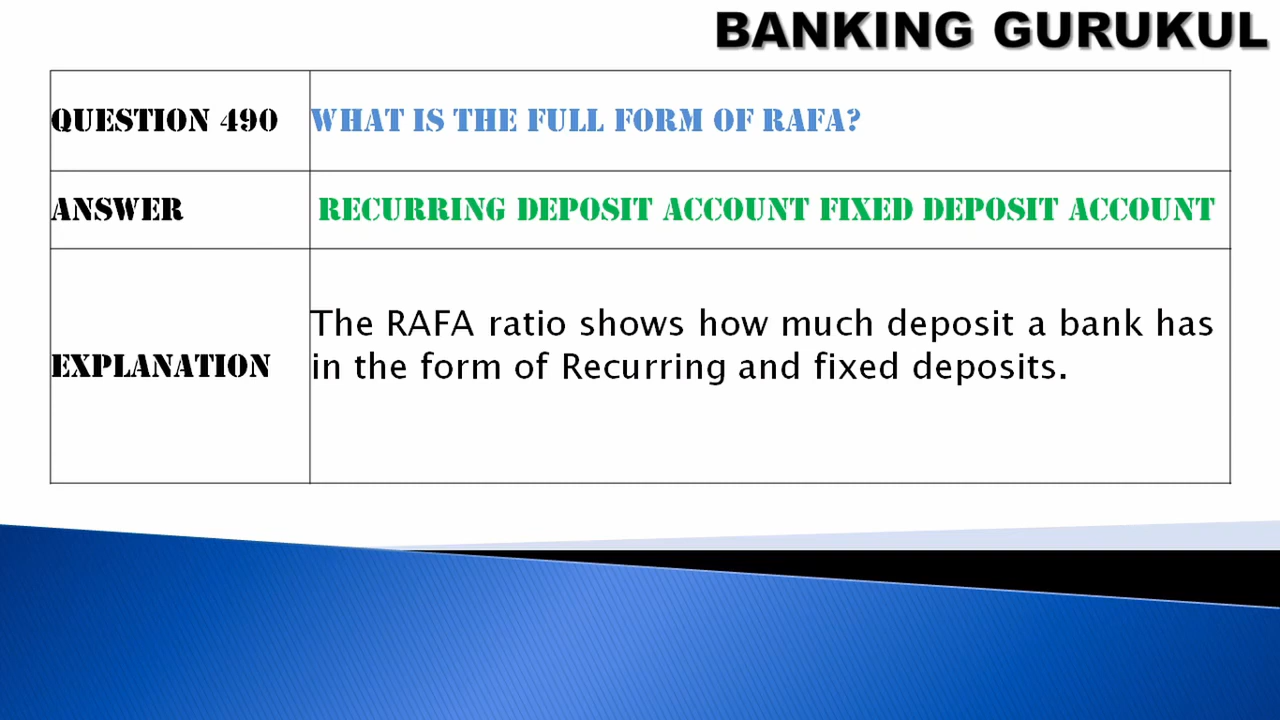 BANKING GURUKUL
QUESTION 490
WHAT IS THE FULL FORM OF RAFA?
ANSWER
RECURRING DEPOSIT ACCOUNT FIXED DEPOSIT ACCOUNT
EXPLANATION
The RAFA ratio shows how much deposit a bank has
in the form of Recurring and fixed deposits.